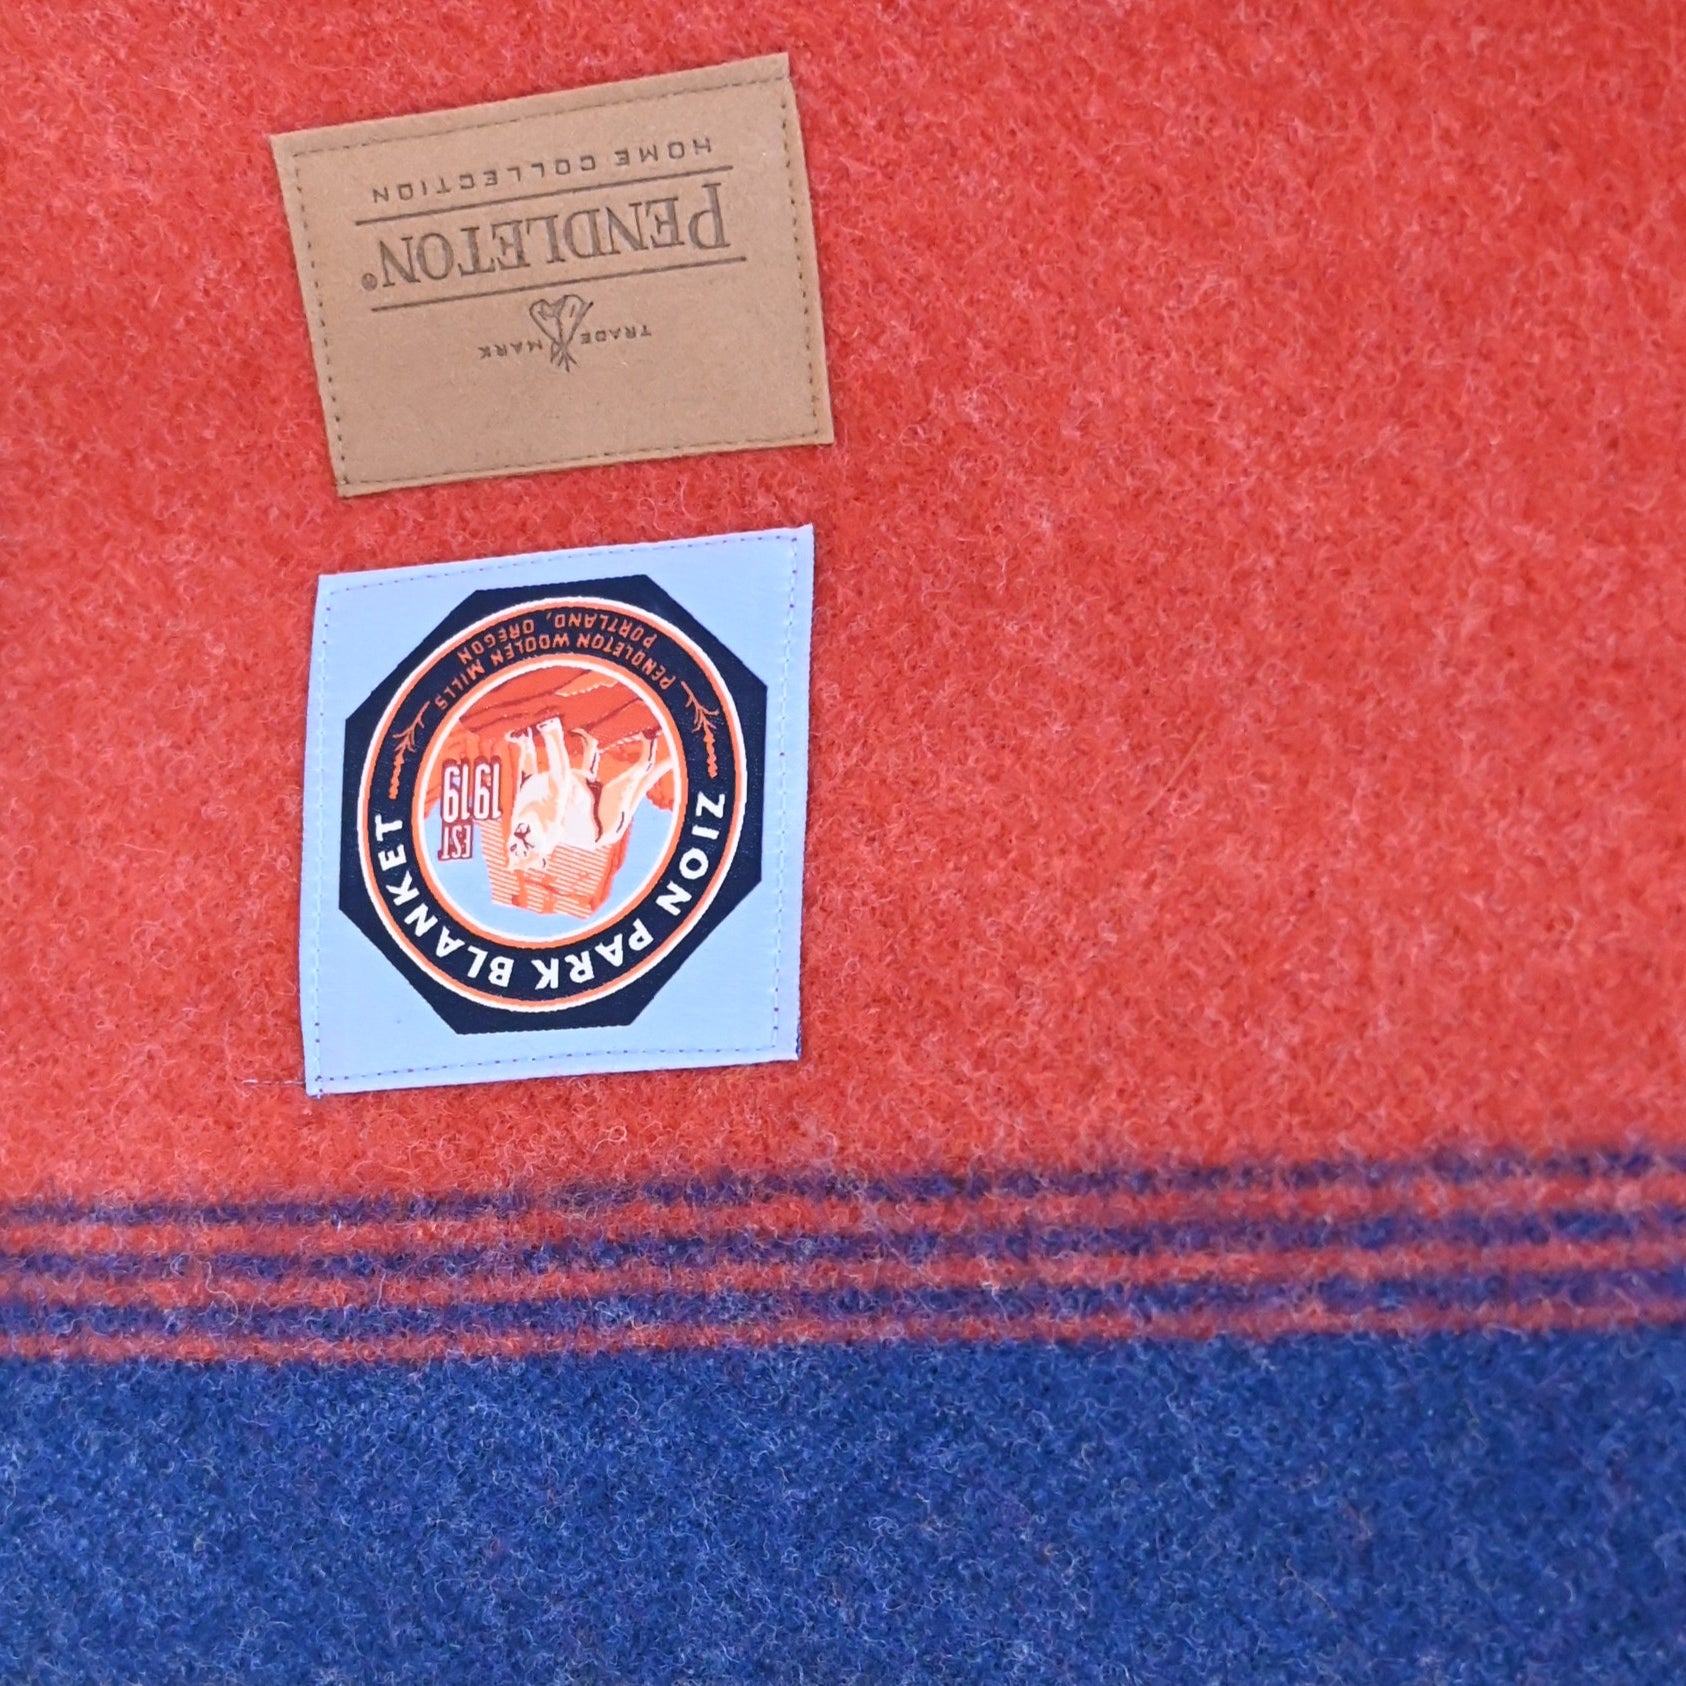 TRADE MARK
PENDLETON®
HOME COLLECTION
ZION PARK BLANKET
EST
1919
PENDLETON WOOLEN MILLS
PORTLAND, OREGON